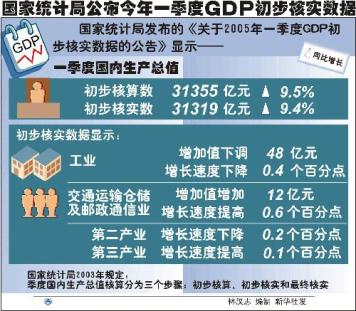 国家统计局公布今年一季度GDP初步核实数据
国家统计局发布的《关于2005年一季度GDP初
步核实数据的公告》显示——
GDP
同比增长
一季度国内生产总值
初步核算数 31355 亿元 ▲ 9.5%
初步核实数 31319 亿元 ▲ 9.4%
初步核实数据显示：
工业
增加值下调 48 亿元
增长速度下降 0.4 个百分点
交通运输仓储
及邮政通信业
增加值增加 12亿元
增长速度提高 0.6 个百分点
第二产业 增长速度下降 0.2 个百分点
第三产业 增长速度提高 0.1 个百分点
国家统计局2003年规定：
季度国内生产总值核算分为三个步骤：初步核算、初步核实和最终核实
林汉志 编制 新华社发